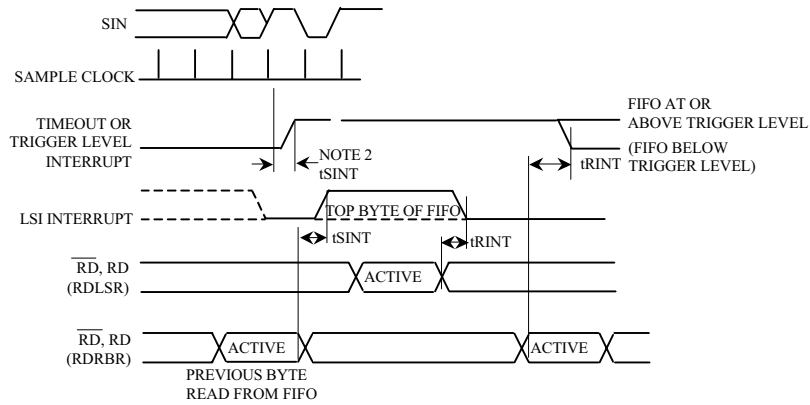 SIN
SAMPLE CLOCK
TIMEOUT OR
TRIGGER LEVEL
INTERRUPT
NOTE 2
tSINT
FIFO AT OR
ABOVE TRIGGER LEVEL
(FIFO BELOW
TRIGGER LEVEL)
tRINT
LSI INTERRUPT
TOP BYTE OF FIFO
tSINT
tRINT
RD, RD
(RDLSR)
ACTIVE
RD, RD
(RDRBR)
ACTIVE
ACTIVE
PREVIOUS BYTE
READ FROM FIFO